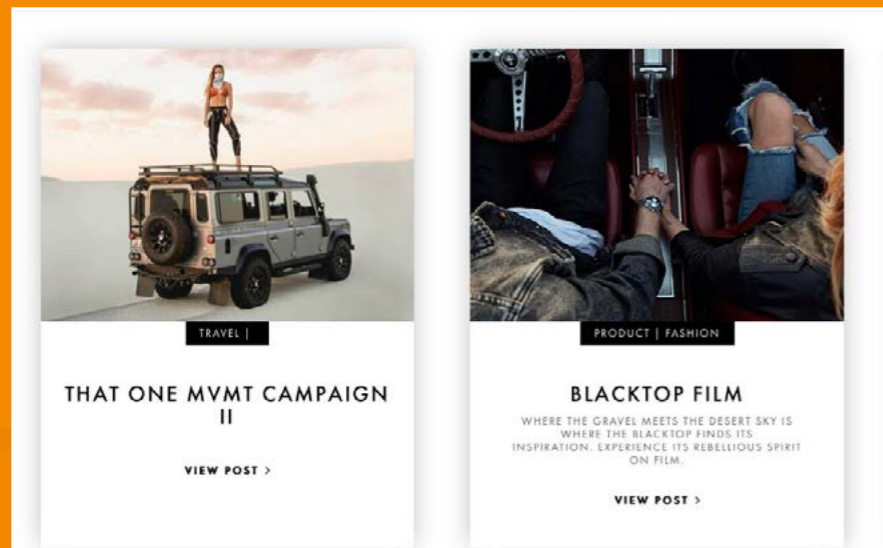 TRAVEL |
THAT ONE MVMT CAMPAIGN
II
VIEW POST >
PRODUCT | FASHION
BLACKTOP FILM
WHERE THE GRAVEL MEETS THE DESERT SKY IS
WHERE THE BLACKTOP FINDS ITS
INSPIRATION. EXPERIENCE ITS REBELLIOUS SPIRIT
ON FILM.
VIEW POST >